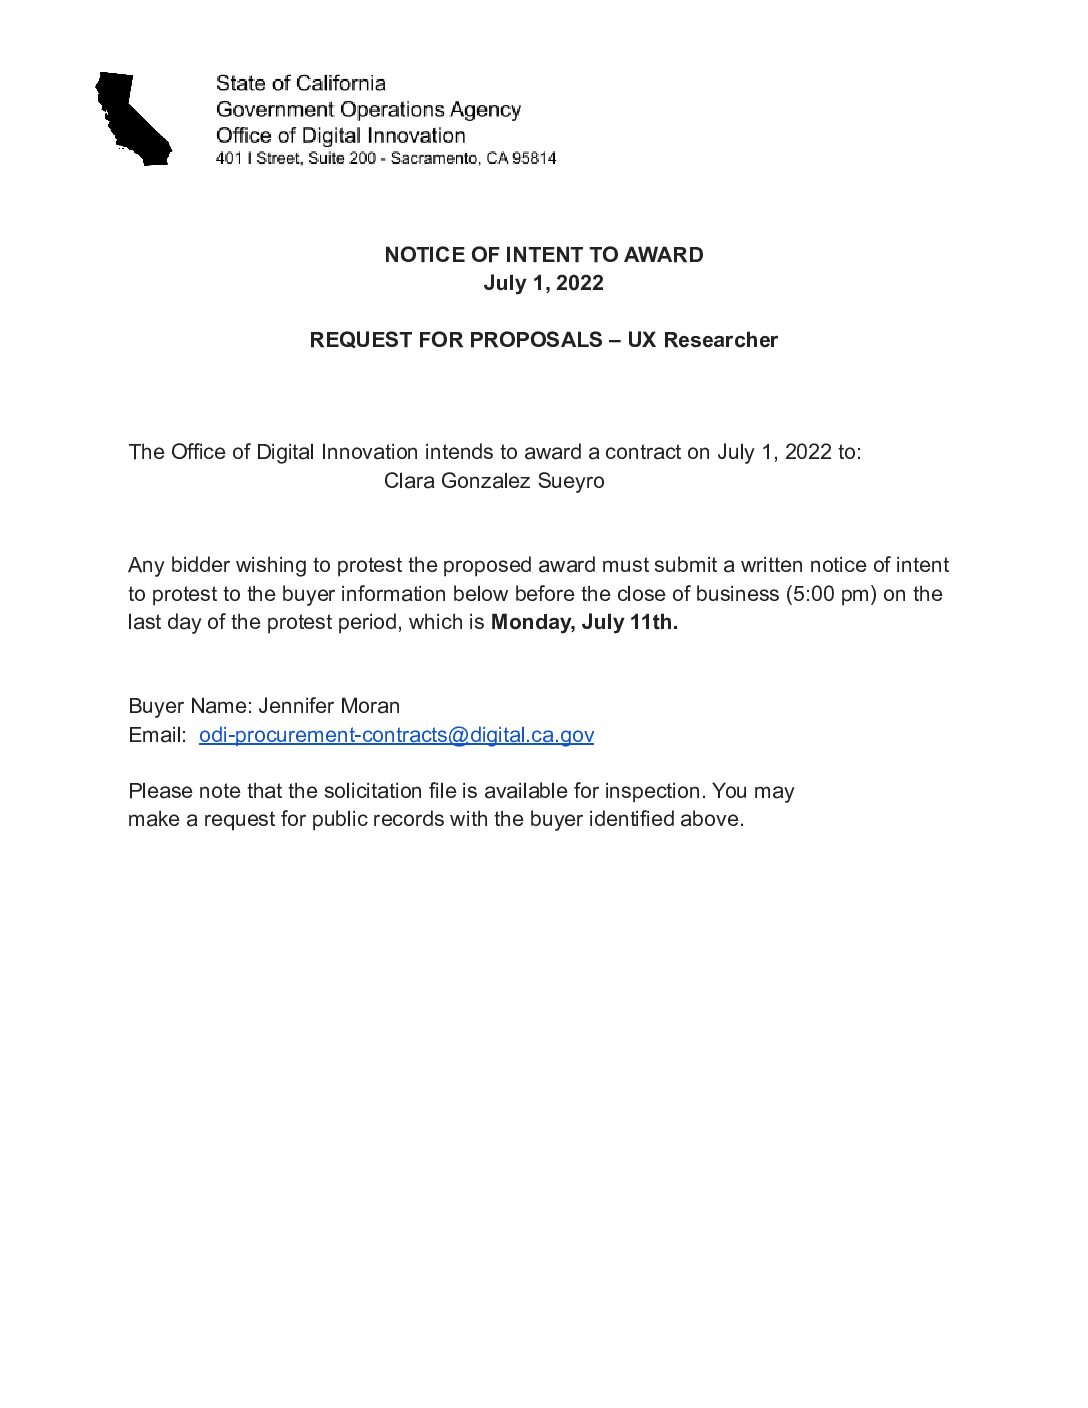 State of California
Government Operations Agency
Office of Digital Innovation
401 I Street, Suite 200 - Sacramento, CA 95814
NOTICE OF INTENT TO AWARD
July 1, 2022
REQUEST FOR PROPOSALS – UX Researcher
The Office of Digital Innovation intends to award a contract on July 1, 2022 to:
Clara Gonzalez Sueyro
Any bidder wishing to protest the proposed award must submit a written notice of intent
to protest to the buyer information below before the close of business (5:00 pm) on the
last day of the protest period, which is Monday, July 11th.
Buyer Name: Jennifer Moran
Email: odi-procurement-contracts@digital.ca.gov
Please note that the solicitation file is available for inspection. You may
make a request for public records with the buyer identified above.